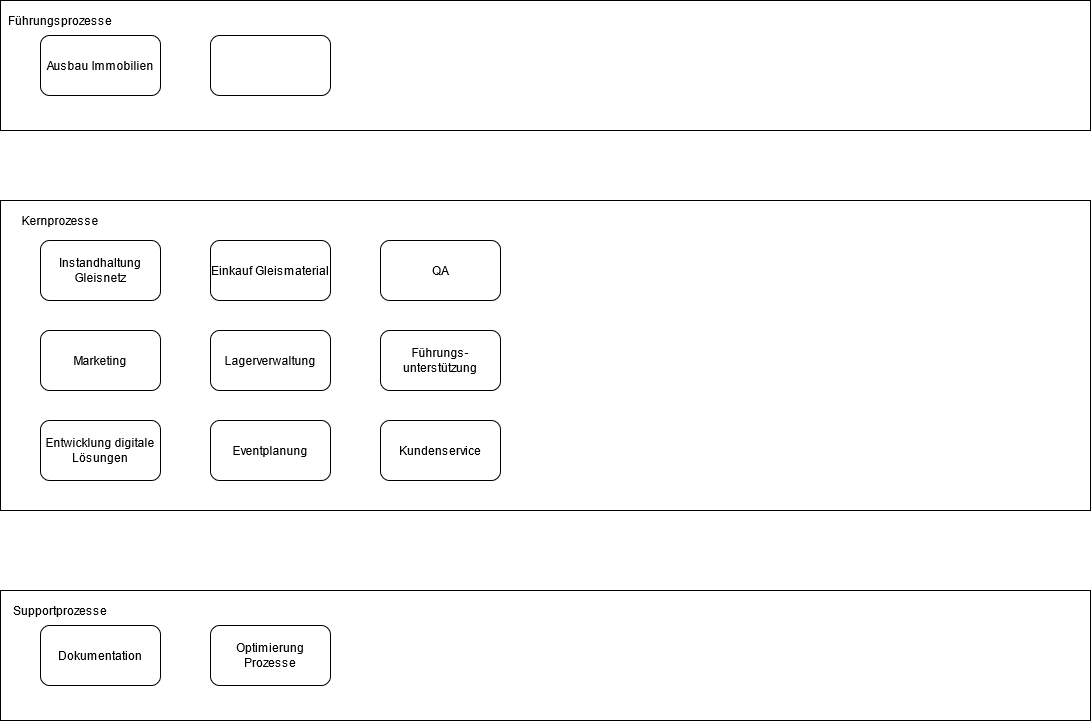 Führungsprozesse
Ausbau Immobilien
Kernprozesse
Instandhaltung
Gleisnetz
Einkauf Gleismaterial
QA
Marketing
Lagerverwaltung
Führungs-
unterstützung
Entwicklung digitale
Lösungen
Eventplanung
Kundenservice
Supportprozesse
Dokumentation
Optimierung
Prozesse